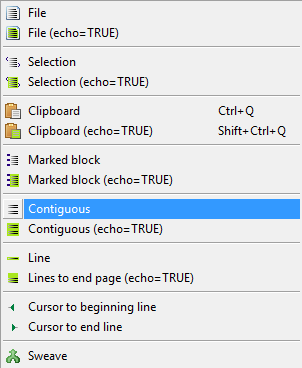 File
File (echo=TRUE)
Selection
Selection (echo=TRUE)
Clipboard Ctrl+Q
Clipboard (echo=TRUE) Shift+Ctrl+Q
Marked block
Marked block (echo=TRUE)
Contiguous
Contiguous (echo=TRUE)
Line
Lines to end page (echo=TRUE)
Cursor to beginning line
Cursor to end line
Sweave